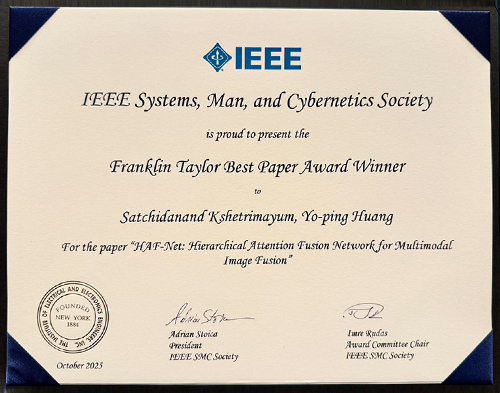 IEEE
IEEE Systems, Man, and Cybernetics Society
is proud to present the
Franklin Taylor Best Paper Award Winner
to
Satchidanand Kshetrimayum, Yo-ping Huang
For the paper "HAF-Net: Hierarchical Attention Fusion Network for Multimodal
Image Fusion"
THE INSTITUTE OF ELECTRICAL AND ELECTRONICS ENGINEERS, INC.
FOUNDED
NEW YORK
1884
October 2025
Adrian Stoica
Adrian Stoica
President
IEEE SMC Society
Imre Rudas
Award Committee Chair
IEEE SMC Society